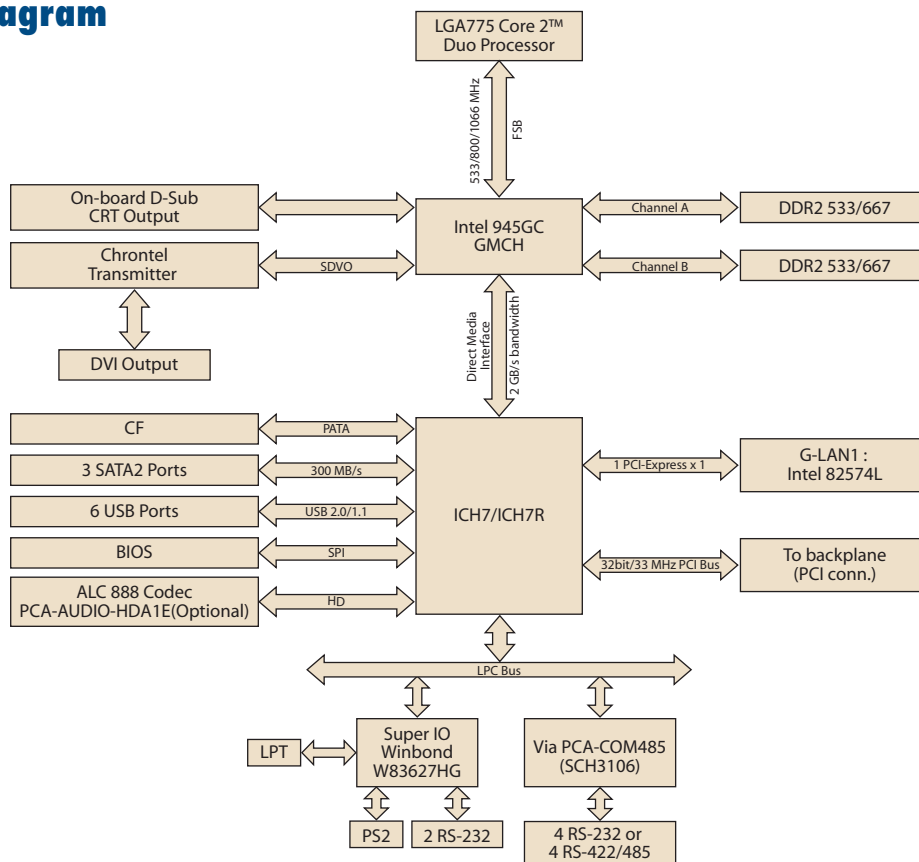 agram
LGA775 Core 2™
Duo Processor
533/800/1066 MHz
FSB
On-board D-Sub
CRT Output
Intel 945GC
GMCH
Channel A
DDR2 533/667
Chrontel
Transmitter
SDVO
Channel B
DDR2 533/667
DVI Output
Direct Media
Interface
2 GB/s bandwidth
CF
PATA
3 SATA2 Ports
300 MB/s
6 USB Ports
USB 2.0/1.1
BIOS
SPI
ALC 888 Codec
PCA-AUDIO-HDA1E(Optional)
HD
ICH7/ICH7R
1 PCI-Express x 1
G-LAN1 :
Intel 82574L
32bit/33 MHz PCI Bus
To backplane
(PCI conn.)
LPC Bus
LPT
Super IO
Winbond
W83627HG
Via PCA-COM485
(SCH3106)
PS2
2 RS-232
4 RS-232 or
4 RS-422/485